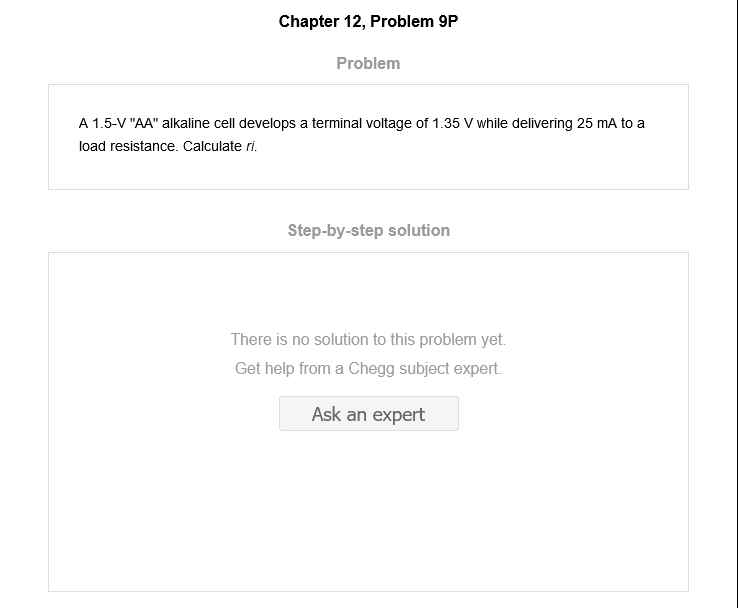 Chapter 12, Problem 9P
Problem
A 1.5-V "AA" alkaline cell develops a terminal voltage of 1.35 V while delivering 25 mA to a
load resistance. Calculate ri.
Step-by-step solution
There is no solution to this problem yet.
Get help from a Chegg subject expert.
Ask an expert